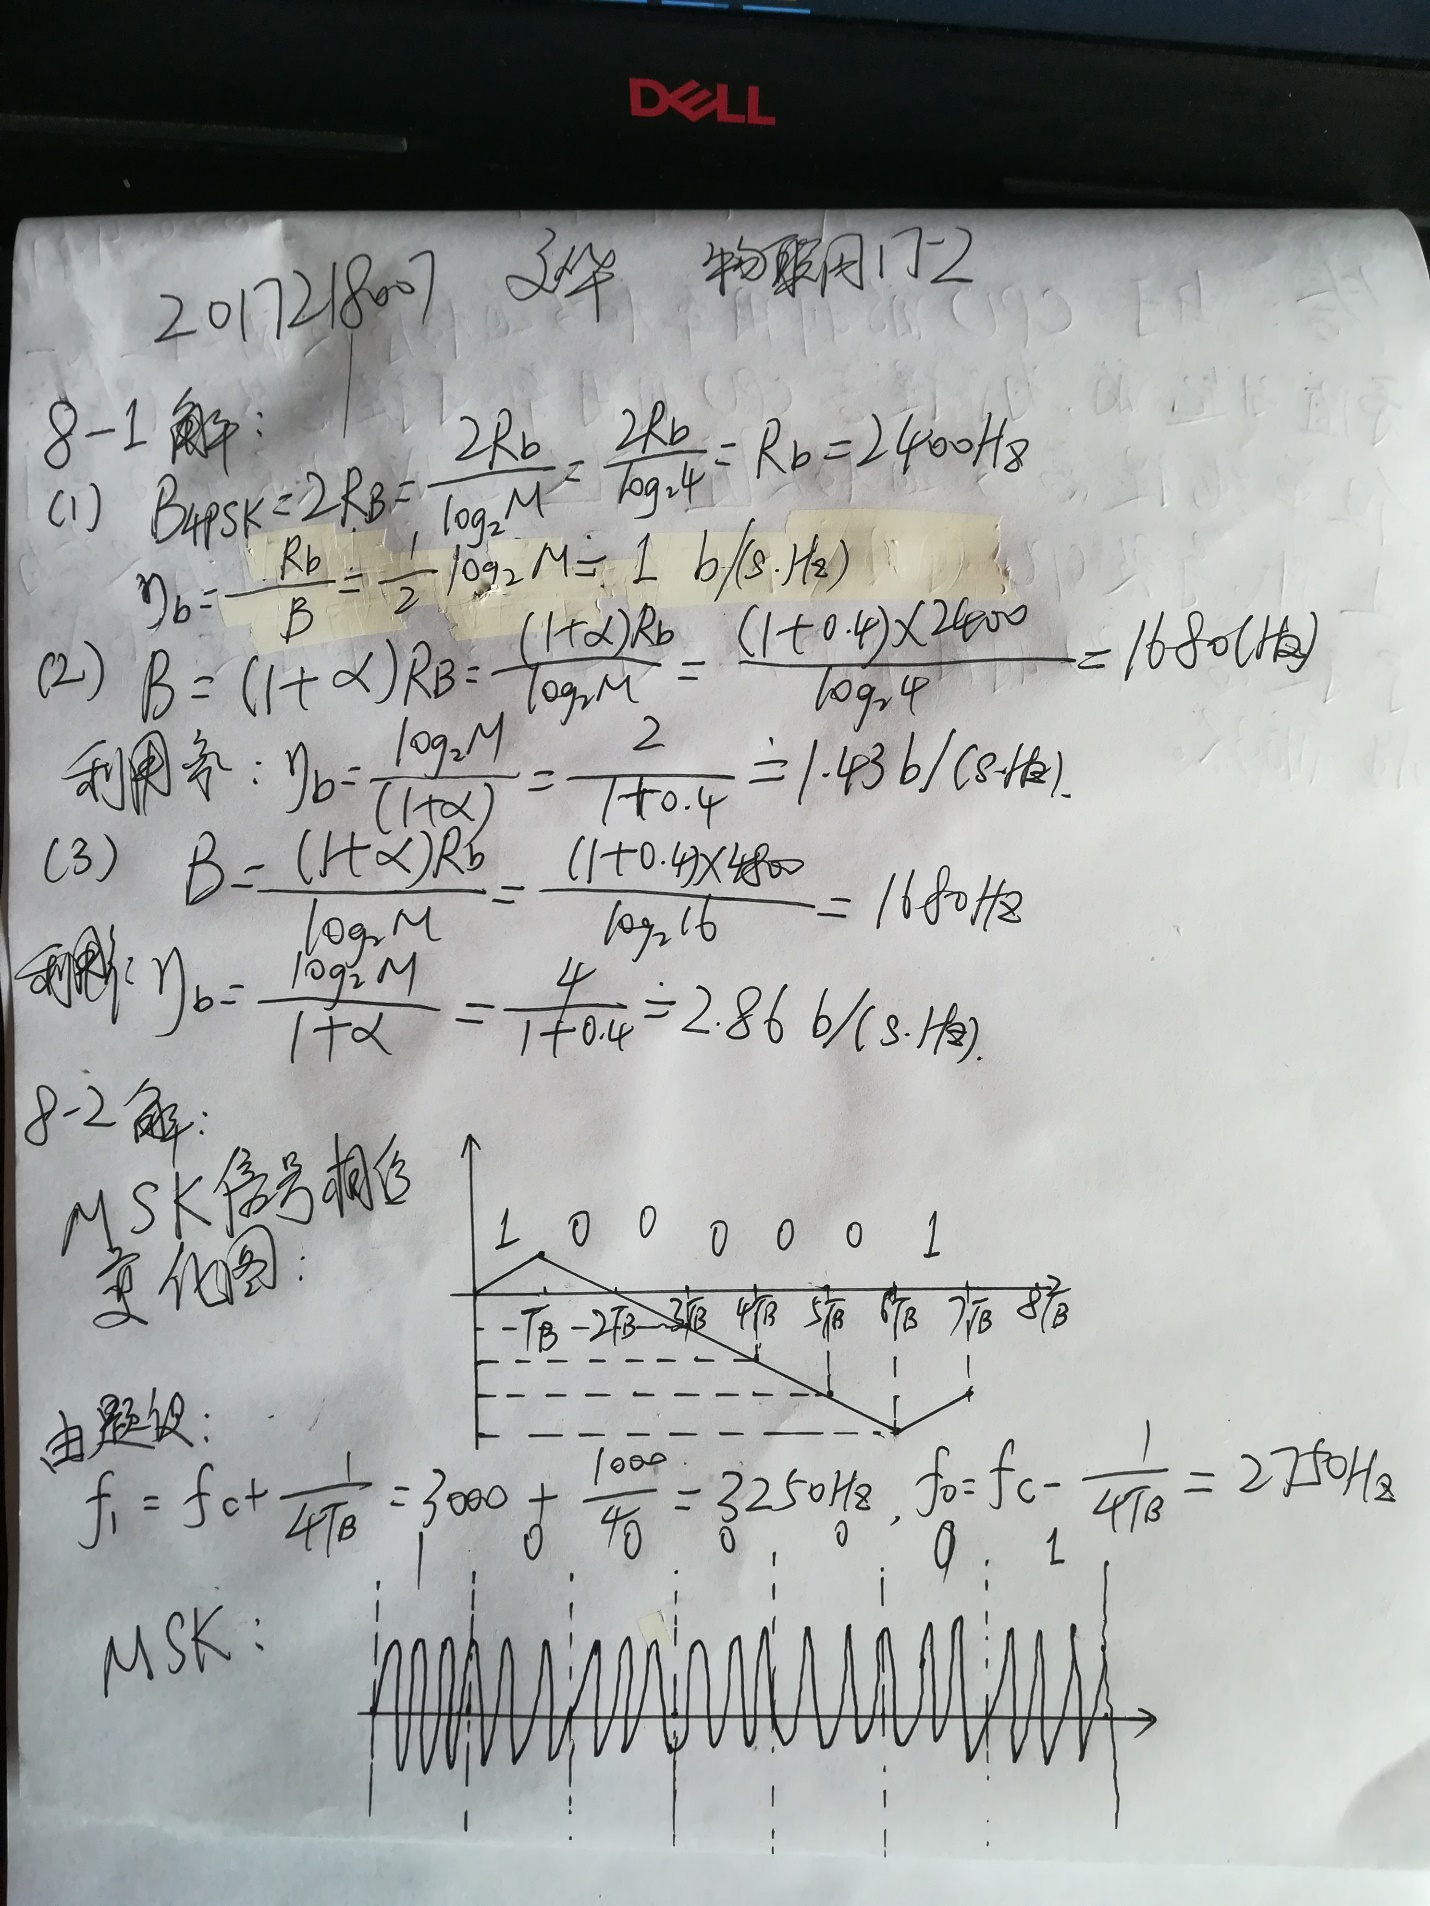 DELL
2017218007 文华 物联网17-2
8-1 解:
(1) B4PSK=2RB=2Rb/log₂M=2Rb/log₂4=Rb=2400Hz
ηb=Rb/B=1/2 log₂M≐1 b/(s·Hz)
(2) B=(1+α)RB=(1+α)Rb/log₂M=(1+0.4)×2400/log₂4=1680(Hz)
利用率:ηb=log₂M/(1+α)=2/1+0.4≐1.43b/(s·Hz).
(3) B=(1+α)Rb/log₂M=(1+0.4)×4800/log₂16=1680Hz
利用率:ηb=log₂M/1+α=4/1+0.4≐2.86 b/(s·Hz).
8-2 解:
MSK信号相位
变化图:
1 0 0 0 0 0 1
-TB -2TB 3TB 4TB 5TB 6TB 7TB 8TB
由题设:
f₁=fc+1/4TB=3000+1000/4=3250Hz,f₀=fc-1/4TB=2750Hz
1 0 0 0 0 0 1
MSK: